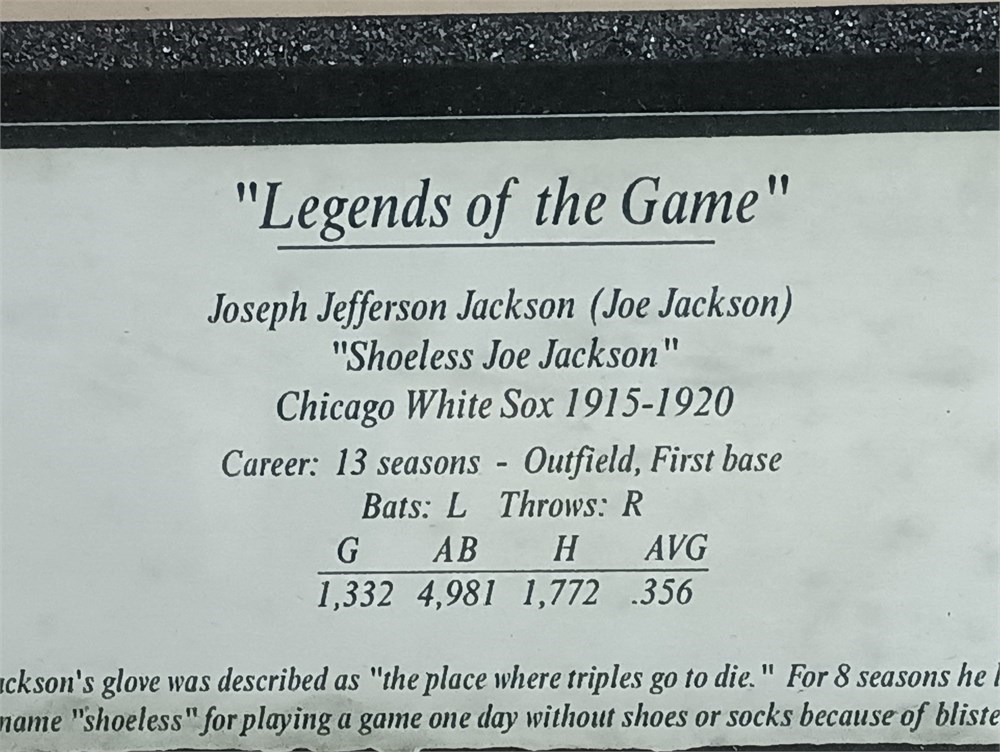 "Legends of the Game"
Joseph Jefferson Jackson (Joe Jackson)
"Shoeless Joe Jackson"
Chicago White Sox 1915-1920
Career: 13 seasons - Outfield, First base
Bats: L Throws: R
G AB H AVG
1,332 4,981 1,772 .356
ckson's glove was described as "the place where triples go to die." For 8 seasons he
name "shoeless" for playing a game one day without shoes or socks because of bliste